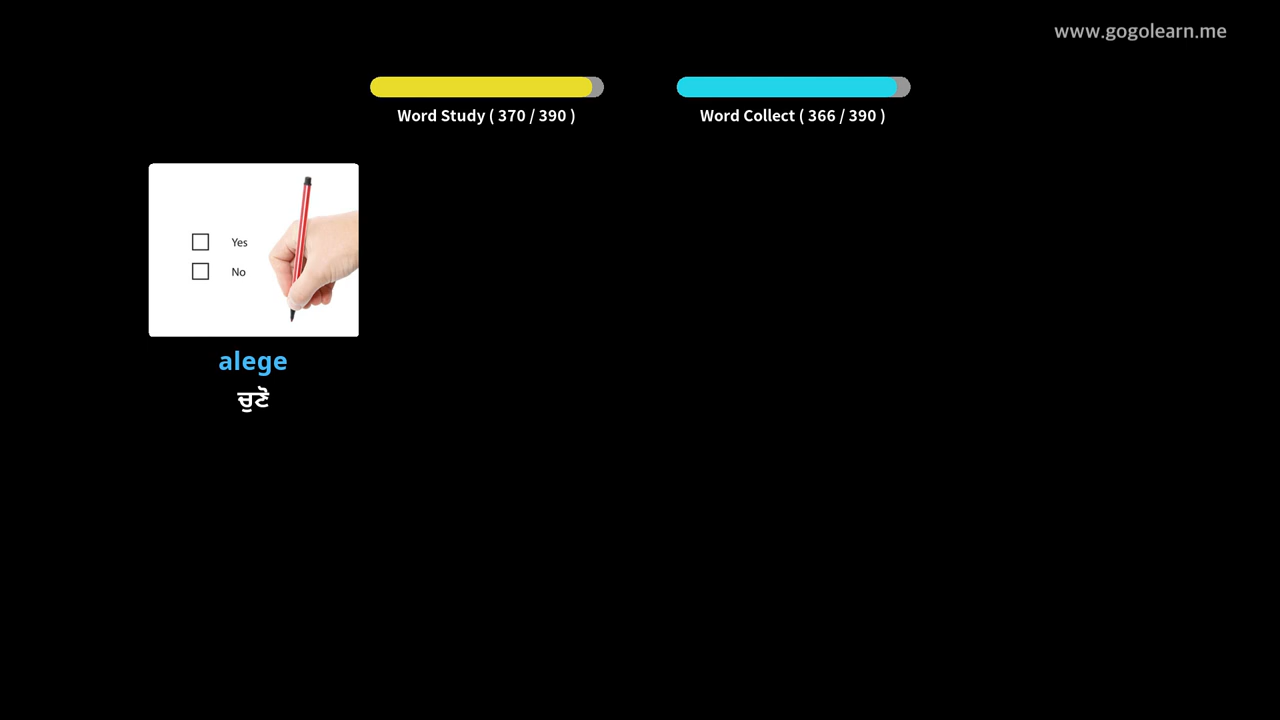 www.gogolearn.me
Word Study ( 370 / 390 )
Word Collect ( 366 / 390 )
Yes
No
alege
ਚੁਣੋ